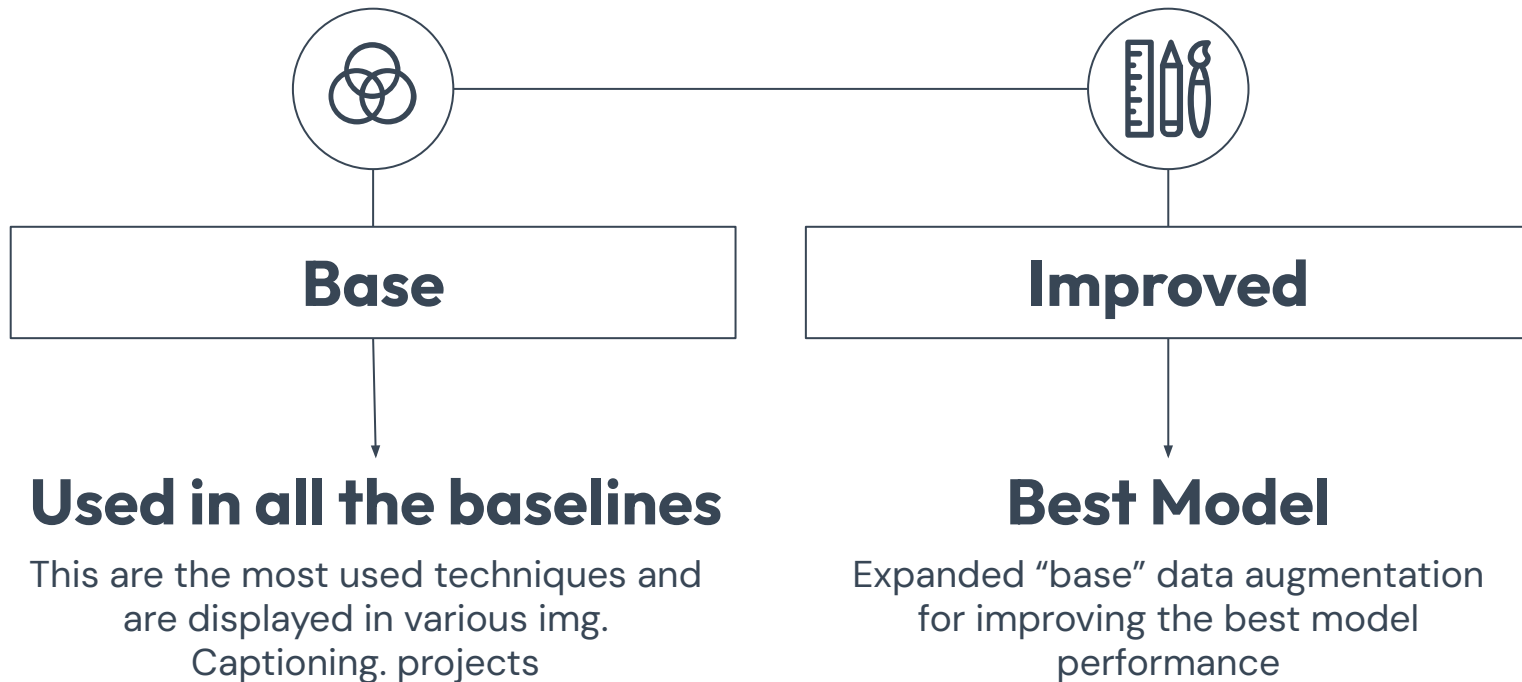 Base
Improved
Used in all the baselines
This are the most used techniques and
are displayed in various img.
Captioning. projects
Best Model
Expanded “base” data augmentation
for improving the best model
performance